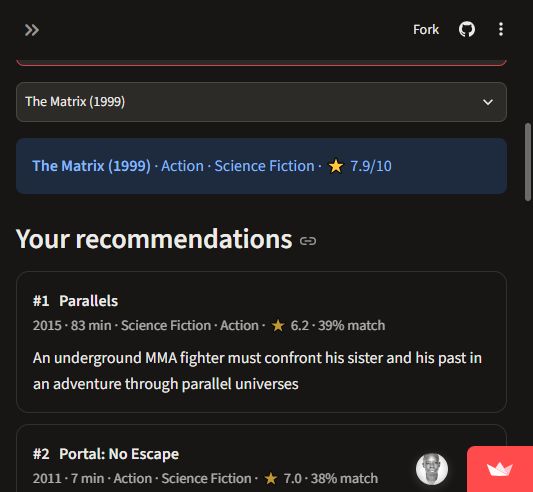 Fork
The Matrix (1999)
The Matrix (1999) · Action · Science Fiction · ⭐ 7.9/10
Your recommendations
#1 Parallels
2015 · 83 min · Science Fiction · Action · ⭐ 6.2 · 39% match
An underground MMA fighter must confront his sister and his past in
an adventure through parallel universes
#2 Portal: No Escape
2011 · 7 min · Action · Science Fiction · ⭐ 7.0 · 38% match